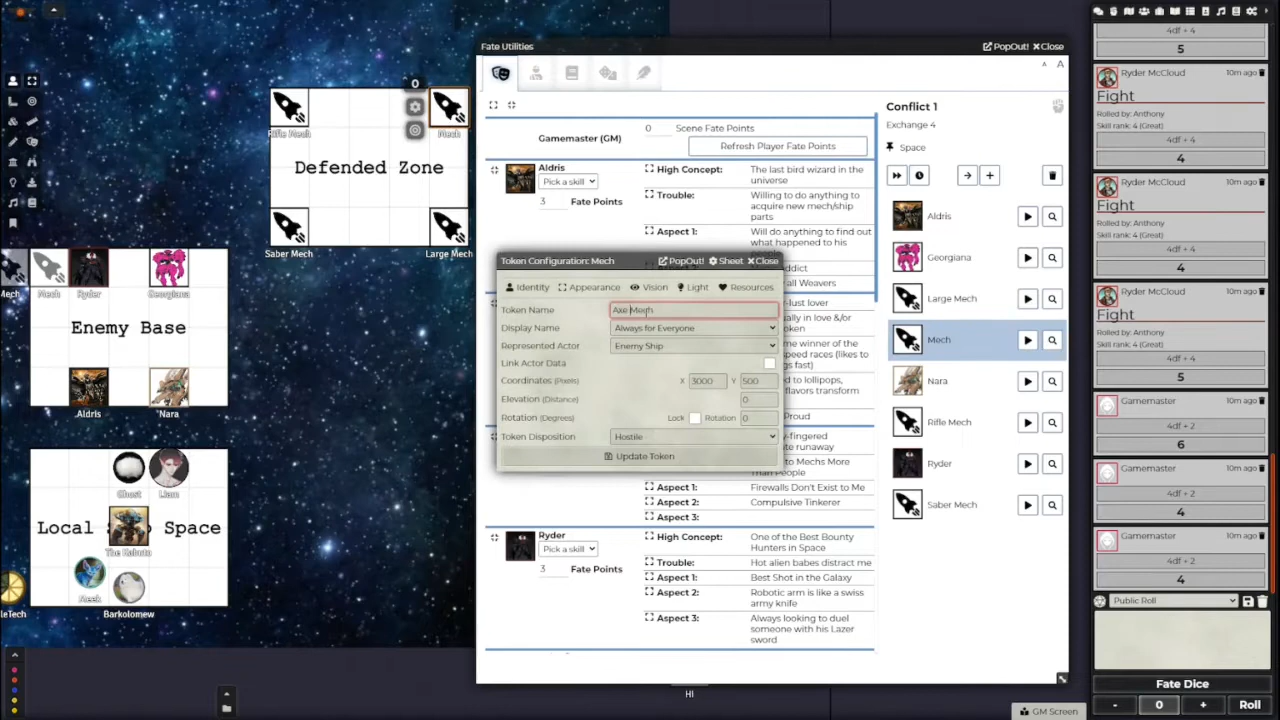 Rifle Mech
0
Mech
Defended Zone
Saber Mech
Large Mech
Mech
Mech
Ryder
Georgiana
Enemy Base
Aldris
Nara
Ghost
Liam
Local
Space
Meek
Barkolomew
leTech
Fate Utilities
PopOut!
Close
A
A
Gamemaster (GM)
0
Scene Fate Points
Refresh Player Fate Points
Aldris
Pick a skill
3
Fate Points
High Concept:
The last bird wizard in the
universe
Trouble:
Willing to do anything to
acquire new mech/ship
parts
Aspect 1:
Will do anything to find out
what happened to his
Token Configuration: Mech
PopOut!
Sheet
Close
Identity
Appearance
Vision
Light
Resources
Token Name
Axe Mech
Display Name
Always for Everyone
Represented Actor
Enemy Ship
Link Actor Data
Coordinates (Pixels)
X
3000
Y
500
Elevation (Distance)
0
Rotation (Degrees)
Lock
Rotation
0
Token Disposition
Hostile
Update Token
all Weavers
Proud
People
Aspect 1:
Firewalls Don't Exist to Me
Aspect 2:
Compulsive Tinkerer
Aspect 3:
Ryder
Pick a skill
3
Fate Points
High Concept:
One of the Best Bounty
Hunters in Space
Trouble:
Hot alien babes distract me
Aspect 1:
Best Shot in the Galaxy
Aspect 2:
Robotic arm is like a swiss
army knife
Aspect 3:
Always looking to duel
someone with his Lazer
sword
Conflict 1
Exchange 4
Space
Aldris
Georgiana
Large Mech
Mech
Nara
Rifle Mech
Ryder
Saber Mech
HI
GM Screen
4df + 4
5
Ryder McCloud
10m ago
Fight
Rolled by: Anthony
Skill rank: 4 (Great)
4df + 4
4
Ryder McCloud
10m ago
Fight
Rolled by: Anthony
Skill rank: 4 (Great)
4df + 4
4
Ryder McCloud
10m ago
Fight
Rolled by: Anthony
Skill rank: 4 (Great)
4df + 4
5
Gamemaster
10m ago
4df + 2
6
Gamemaster
10m ago
4df + 2
4
Gamemaster
10m ago
4df + 2
4
Public Roll
Fate Dice
-
0
+
Roll